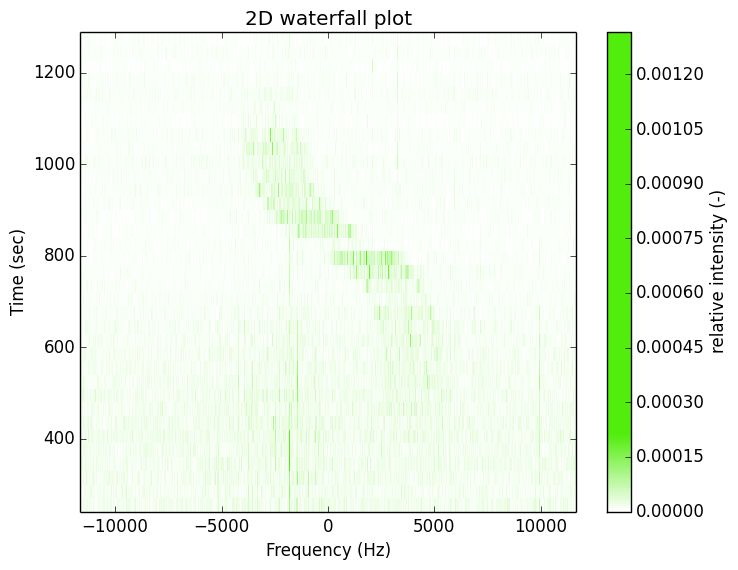 2D waterfall plot
1200
1000
800
600
400
Time (sec)
−10000 −5000 0 5000 10000
Frequency (Hz)
0.00120
0.00105
0.00090
0.00075
0.00060
0.00045
0.00030
0.00015
0.00000
relative intensity (-)